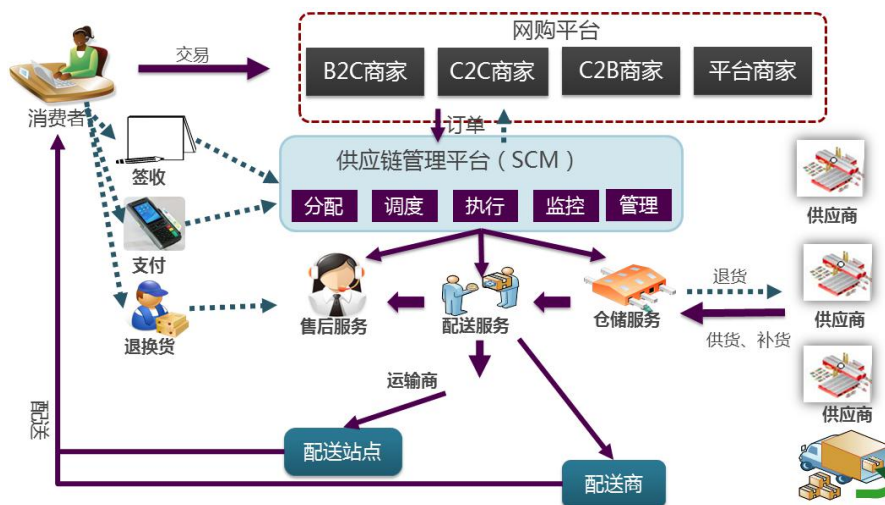 网购平台
交易
B2C商家
C2C商家
C2B商家
平台商家
消费者
订单
供应链管理平台（SCM）
签收
分配
调度
执行
监控
管理
供应商
支付
退货
售后服务
配送服务
仓储服务
供应商
退换货
供货、补货
运输商
配送
供应商
配送站点
配送商